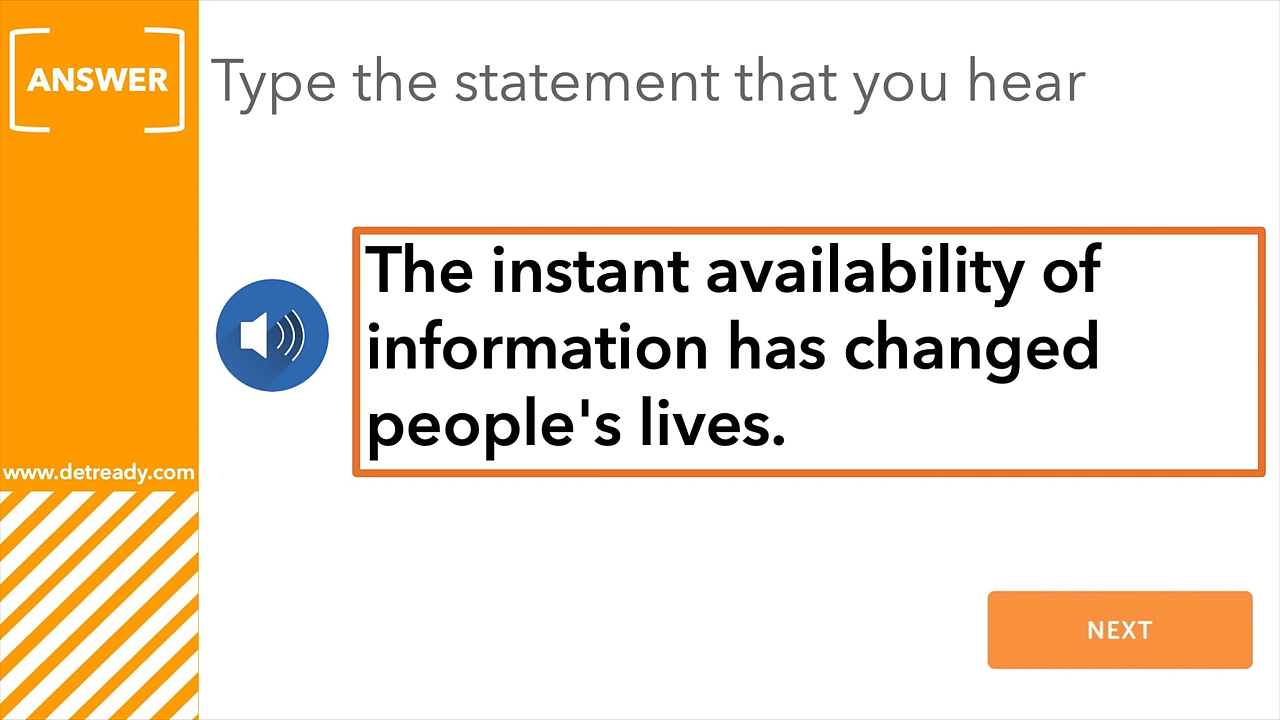 ANSWER
Type the statement that you hear
The instant availability of
information has changed
people's lives.
www.detready.com
NEXT